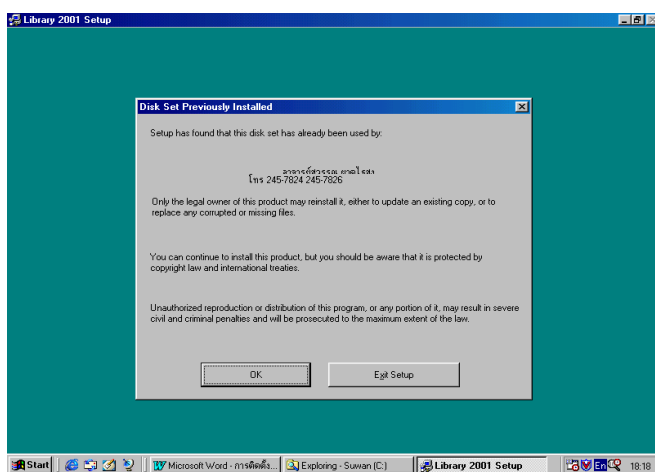 Library 2001 Setup
Disk Set Previously Installed
Setup has found that this disk set has already been used by:
โทร 245-7824 245-7826
Only the legal owner of this product may reinstall it, either to update an existing copy, or to
replace any corrupted or missing files.
You can continue to install this product, but you should be aware that it is protected by
copyright law and international treaties.
Unauthorized reproduction or distribution of this program, or any portion of it, may result in severe
civil and criminal penalties and will be prosecuted to the maximum extent of the law.
OK
Exit Setup
Start
Microsoft Word - การติดตั้ง...
Exploring - Suwan (C:)
Library 2001 Setup
En
18:18